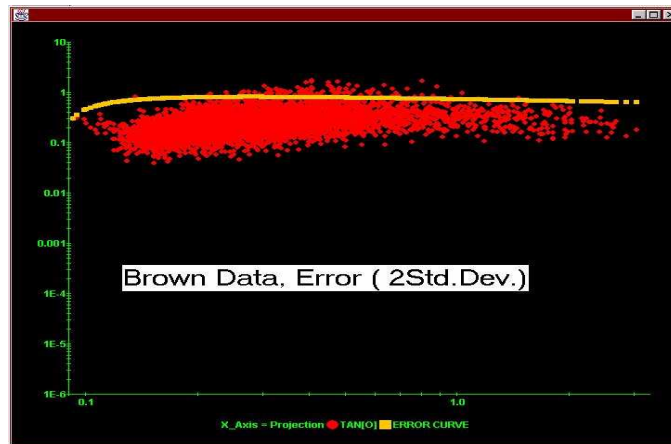 10
1
0.1
0.01
0.001
Brown Data, Error ( 2Std.Dev.)
1E-4
1E-5
1E-6
0.1 1.0
X_Axis = Projection TAN[O] ERROR CURVE